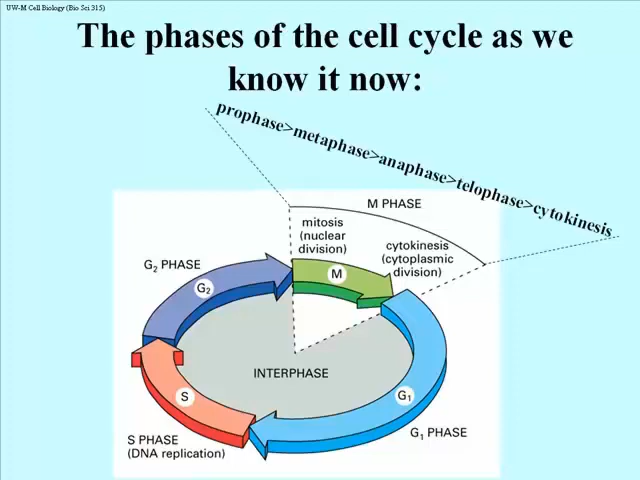 UW-M Cell Biology (Bio Sci 315)
The phases of the cell cycle as we
know it now:
prophase>metaphase>anaphase>telophase>cytokinesis
M PHASE
mitosis
(nuclear
division)
cytokinesis
(cytoplasmic
division)
G₂ PHASE
G₂
M
INTERPHASE
S
G₁
G₁ PHASE
S PHASE
(DNA replication)